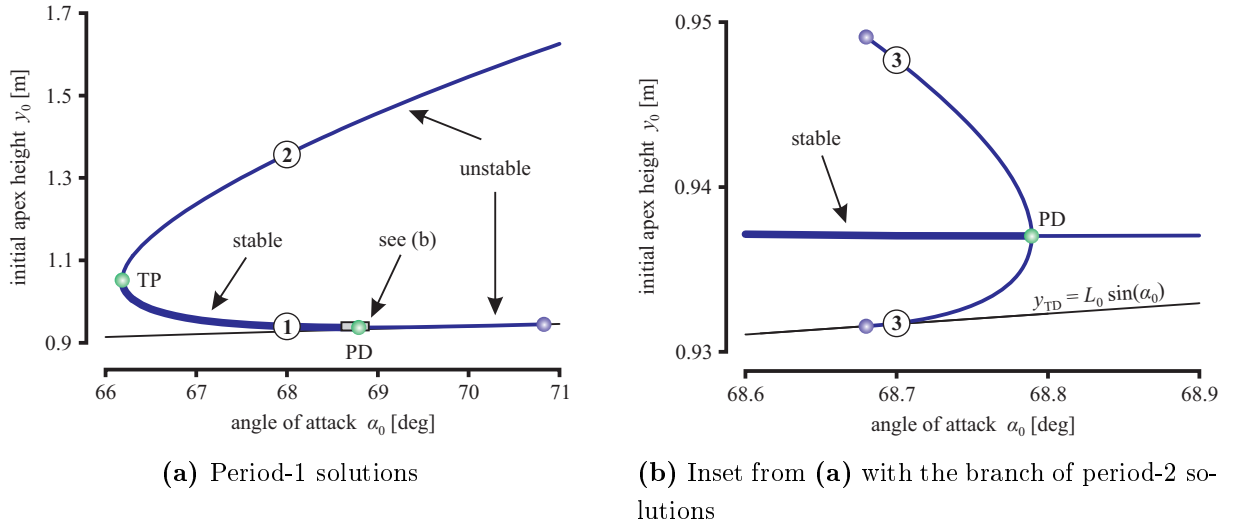 initial apex height y₀ [m]
1.7
1.5
1.3
1.1
0.9
2
unstable
stable
see (b)
TP
1
PD
66
67
68
69
70
71
angle of attack α₀ [deg]
(a) Period-1 solutions
initial apex height y₀ [m]
0.95
0.94
0.93
3
stable
PD
y_TD = L₀ sin(α₀)
3
68.6
68.7
68.8
68.9
angle of attack α₀ [deg]
(b) Inset from (a) with the branch of period-2 so-
lutions